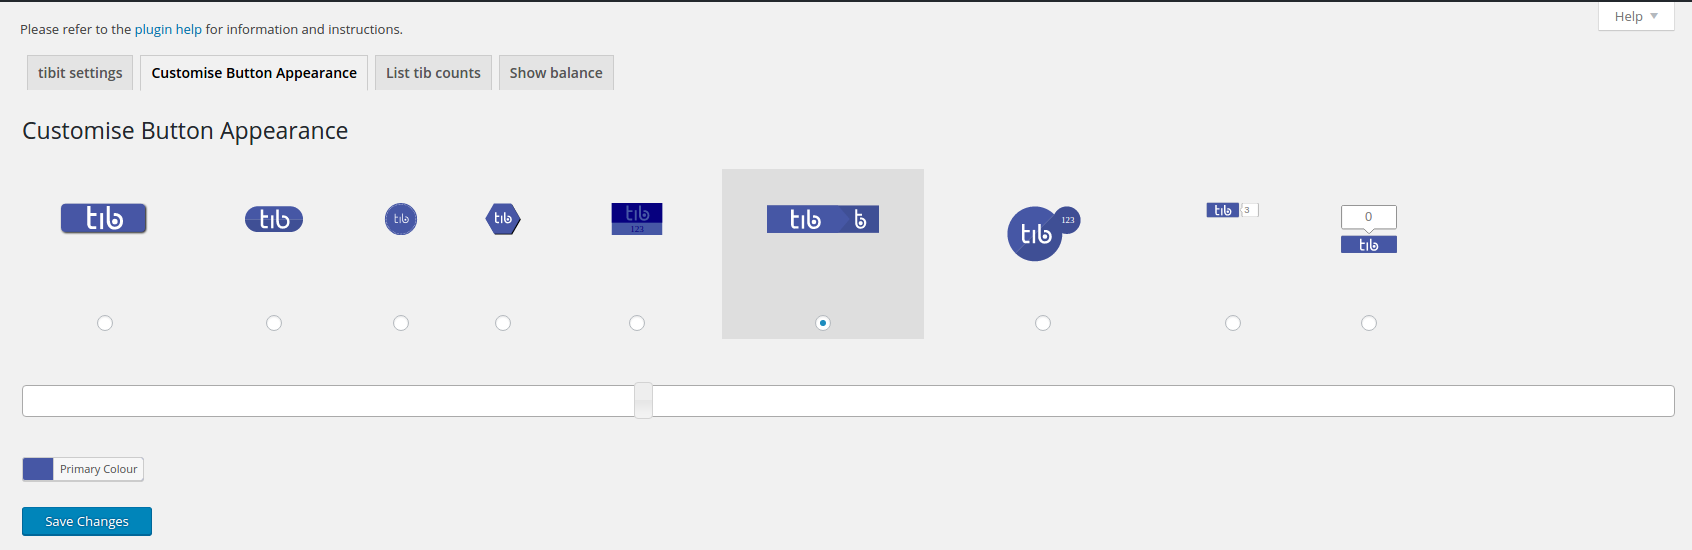 Help
Please refer to the plugin help for information and instructions.
tibit settings
Customise Button Appearance
List tib counts
Show balance
Customise Button Appearance
tib
tib
tib
tib
tib
123
tib
b
tib
123
tib
3
0
tib
Primary Colour
Save Changes